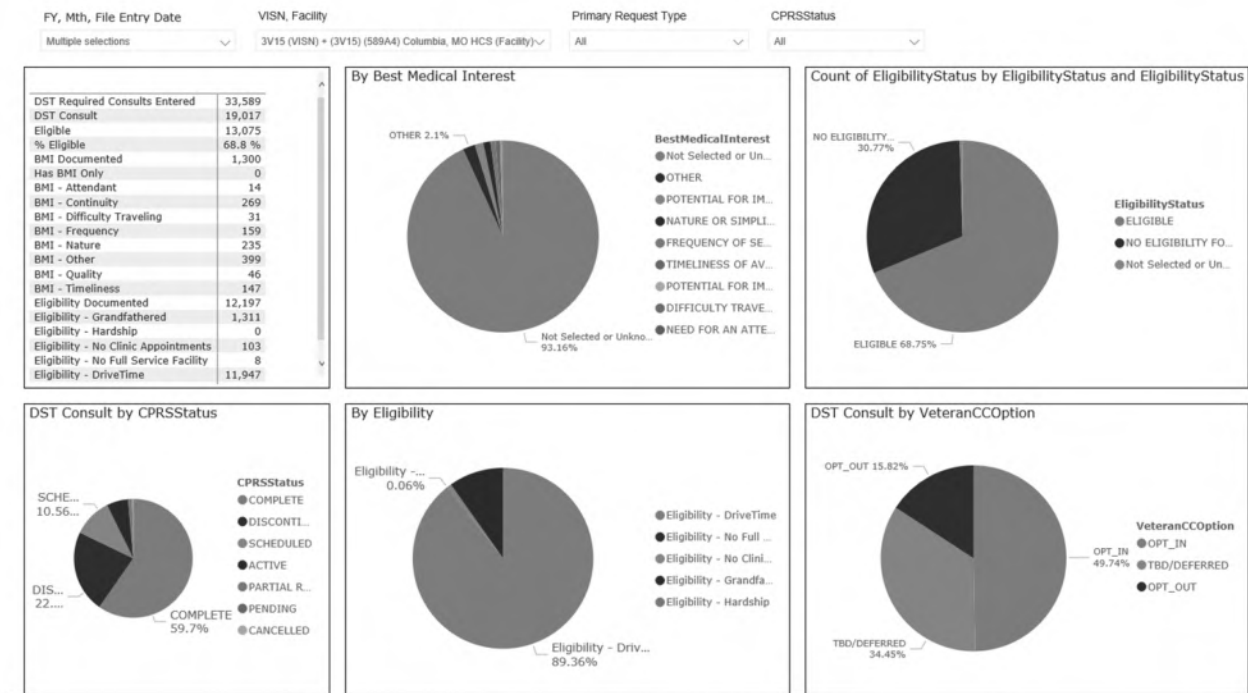 FY, Mth, File Entry Date
VISN, Facility
Primary Request Type
CPRSStatus
Multiple selections
3V15 (VISN) + (3V15) (589A4) Columbia, MO HCS (Facility)
All
All
DST Required Consults Entered 33,589
DST Consult 19,017
Eligible 13,075
% Eligible 68.8 %
BMI Documented 1,300
Has BMI Only 0
BMI - Attendant 14
BMI - Continuity 269
BMI - Difficulty Traveling 31
BMI - Frequency 159
BMI - Nature 235
BMI - Other 399
BMI - Quality 46
BMI - Timeliness 147
Eligibility Documented 12,197
Eligibility - Grandfathered 1,311
Eligibility - Hardship 0
Eligibility - No Clinic Appointments 103
Eligibility - No Full Service Facility 8
Eligibility - DriveTime 11,947
By Best Medical Interest
OTHER 2.1%
Not Selected or Unkno...
93.16%
BestMedicalInterest
Not Selected or Un...
OTHER
POTENTIAL FOR IM...
NATURE OR SIMPLI...
FREQUENCY OF SE...
TIMELINESS OF AV...
POTENTIAL FOR IM...
DIFFICULTY TRAVE...
NEED FOR AN ATTE...
Count of EligibilityStatus by EligibilityStatus and EligibilityStatus
NO ELIGIBILITY...
30.77%
ELIGIBLE 68.75%
EligibilityStatus
ELIGIBLE
NO ELIGIBILITY FO...
Not Selected or Un...
DST Consult by CPRSStatus
SCHE...
10.56...
DIS...
22....
COMPLETE
59.7%
CPRSStatus
COMPLETE
DISCONTI...
SCHEDULED
ACTIVE
PARTIAL R...
PENDING
CANCELLED
By Eligibility
Eligibility -...
0.06%
Eligibility - Driv...
89.36%
Eligibility - DriveTime
Eligibility - No Full ...
Eligibility - No Clini...
Eligibility - Grandfa...
Eligibility - Hardship
DST Consult by VeteranCCOption
OPT_OUT 15.82%
OPT_IN
49.74%
TBD/DEFERRED
34.45%
VeteranCCOption
OPT_IN
TBD/DEFERRED
OPT_OUT